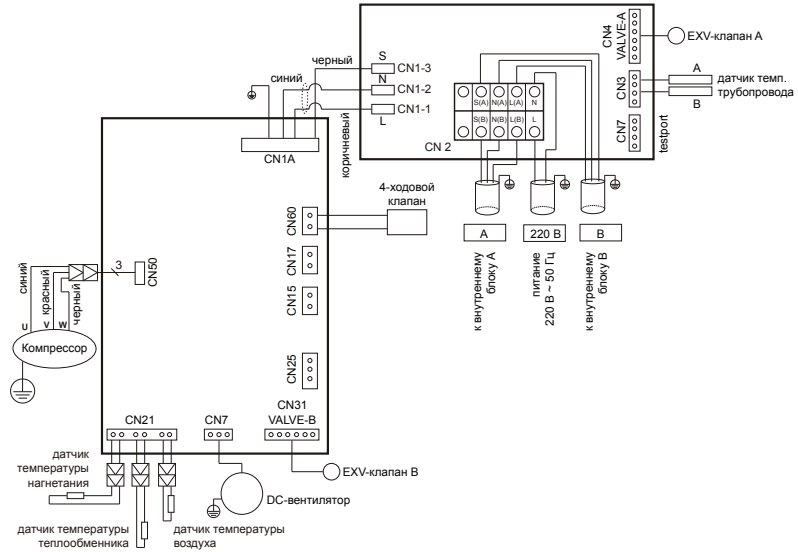 CN4
VALVE-A
EXV-клапан A
черный
S
CN1-3
синий
N
CN1-2
CN1-1
L
CN3
A
датчик темп.
трубопровода
B
S(A) N(A) L(A) N
S(B) N(B) L(B) L
CN 2
CN7
testport
CN1A
коричневый
4-ходовой
клапан
CN60
A
220 В
B
к внутреннему
блоку A
питание
220 В ~ 50 Гц
к внутреннему
блоку B
CN17
CN15
CN25
3
CN50
синий
красный
черный
U
V
W
Компрессор
CN31
VALVE-B
CN21
CN7
EXV-клапан B
DC-вентилятор
датчик
температуры
нагнетания
датчик температуры
теплообменника
датчик температуры
воздуха